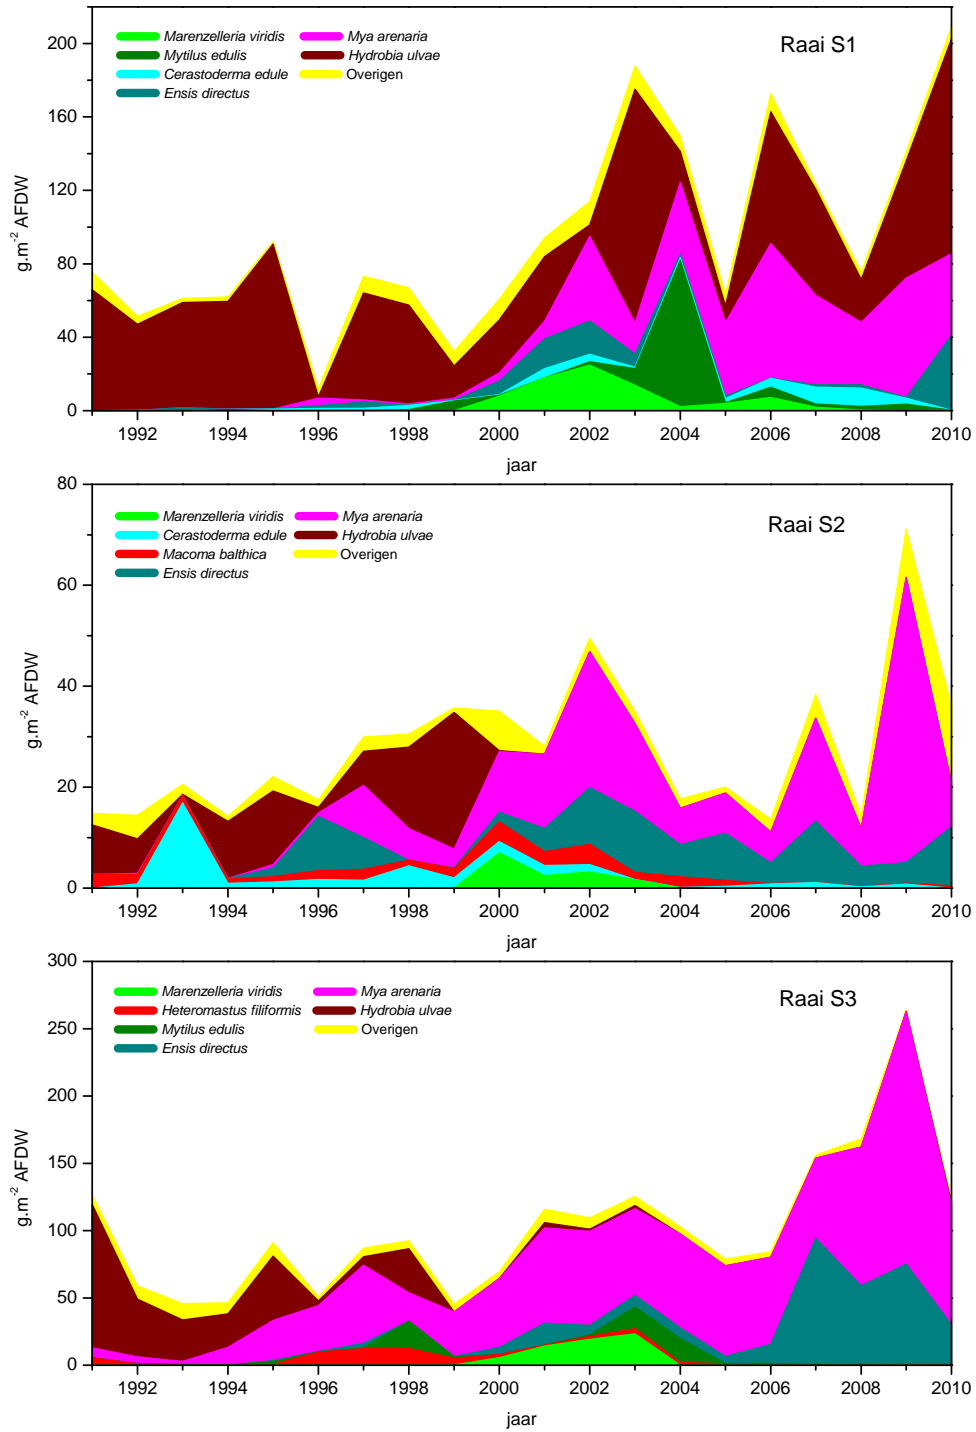 Raai S1
Marenzelleria viridis Mya arenaria
Mytilus edulis Hydrobia ulvae
Cerastoderma edule Overigen
Ensis directus
g.m-2 AFDW
200
160
120
80
40
0
1992 1994 1996 1998 2000 2002 2004 2006 2008 2010
jaar
Raai S2
Marenzelleria viridis Mya arenaria
Cerastoderma edule Hydrobia ulvae
Macoma balthica Overigen
Ensis directus
g.m-2 AFDW
80
60
40
20
0
1992 1994 1996 1998 2000 2002 2004 2006 2008 2010
jaar
Raai S3
Marenzelleria viridis Mya arenaria
Heteromastus filiformis Hydrobia ulvae
Mytilus edulis Overigen
Ensis directus
g.m-2 AFDW
300
250
200
150
100
50
0
1992 1994 1996 1998 2000 2002 2004 2006 2008 2010
jaar